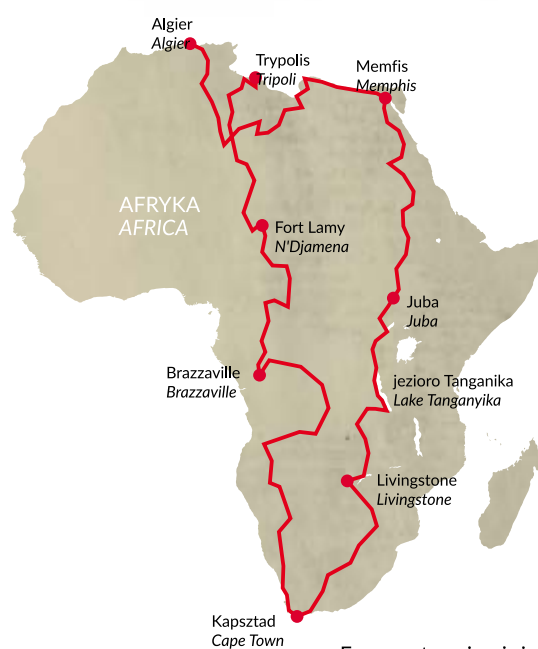 Algier
Algier
Trypolis
Tripoli
Memfis
Memphis
AFRYKA
AFRICA
Fort Lamy
N'Djamena
Juba
Juba
Brazzaville
Brazzaville
jezioro Tanganika
Lake Tanganyika
Livingstone
Livingstone
Kapsztad
Cape Town